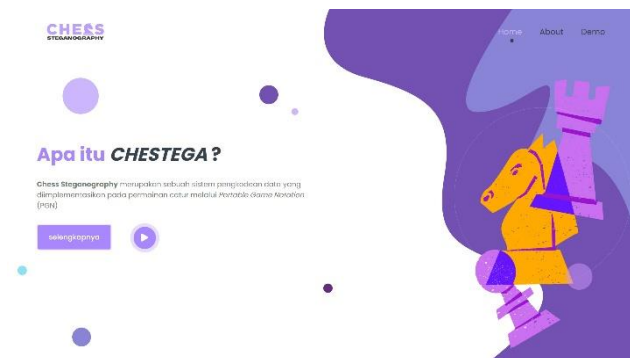 CHESS
STEGANOGRAPHY
Home About Demo
Apa itu CHESTEGA ?
Chess Steganography merupakan sebuah sistem pengkodean data yang
diimplementasikan pada permainan catur melalui Portable Game Notation
(PGN)
selengkapnya